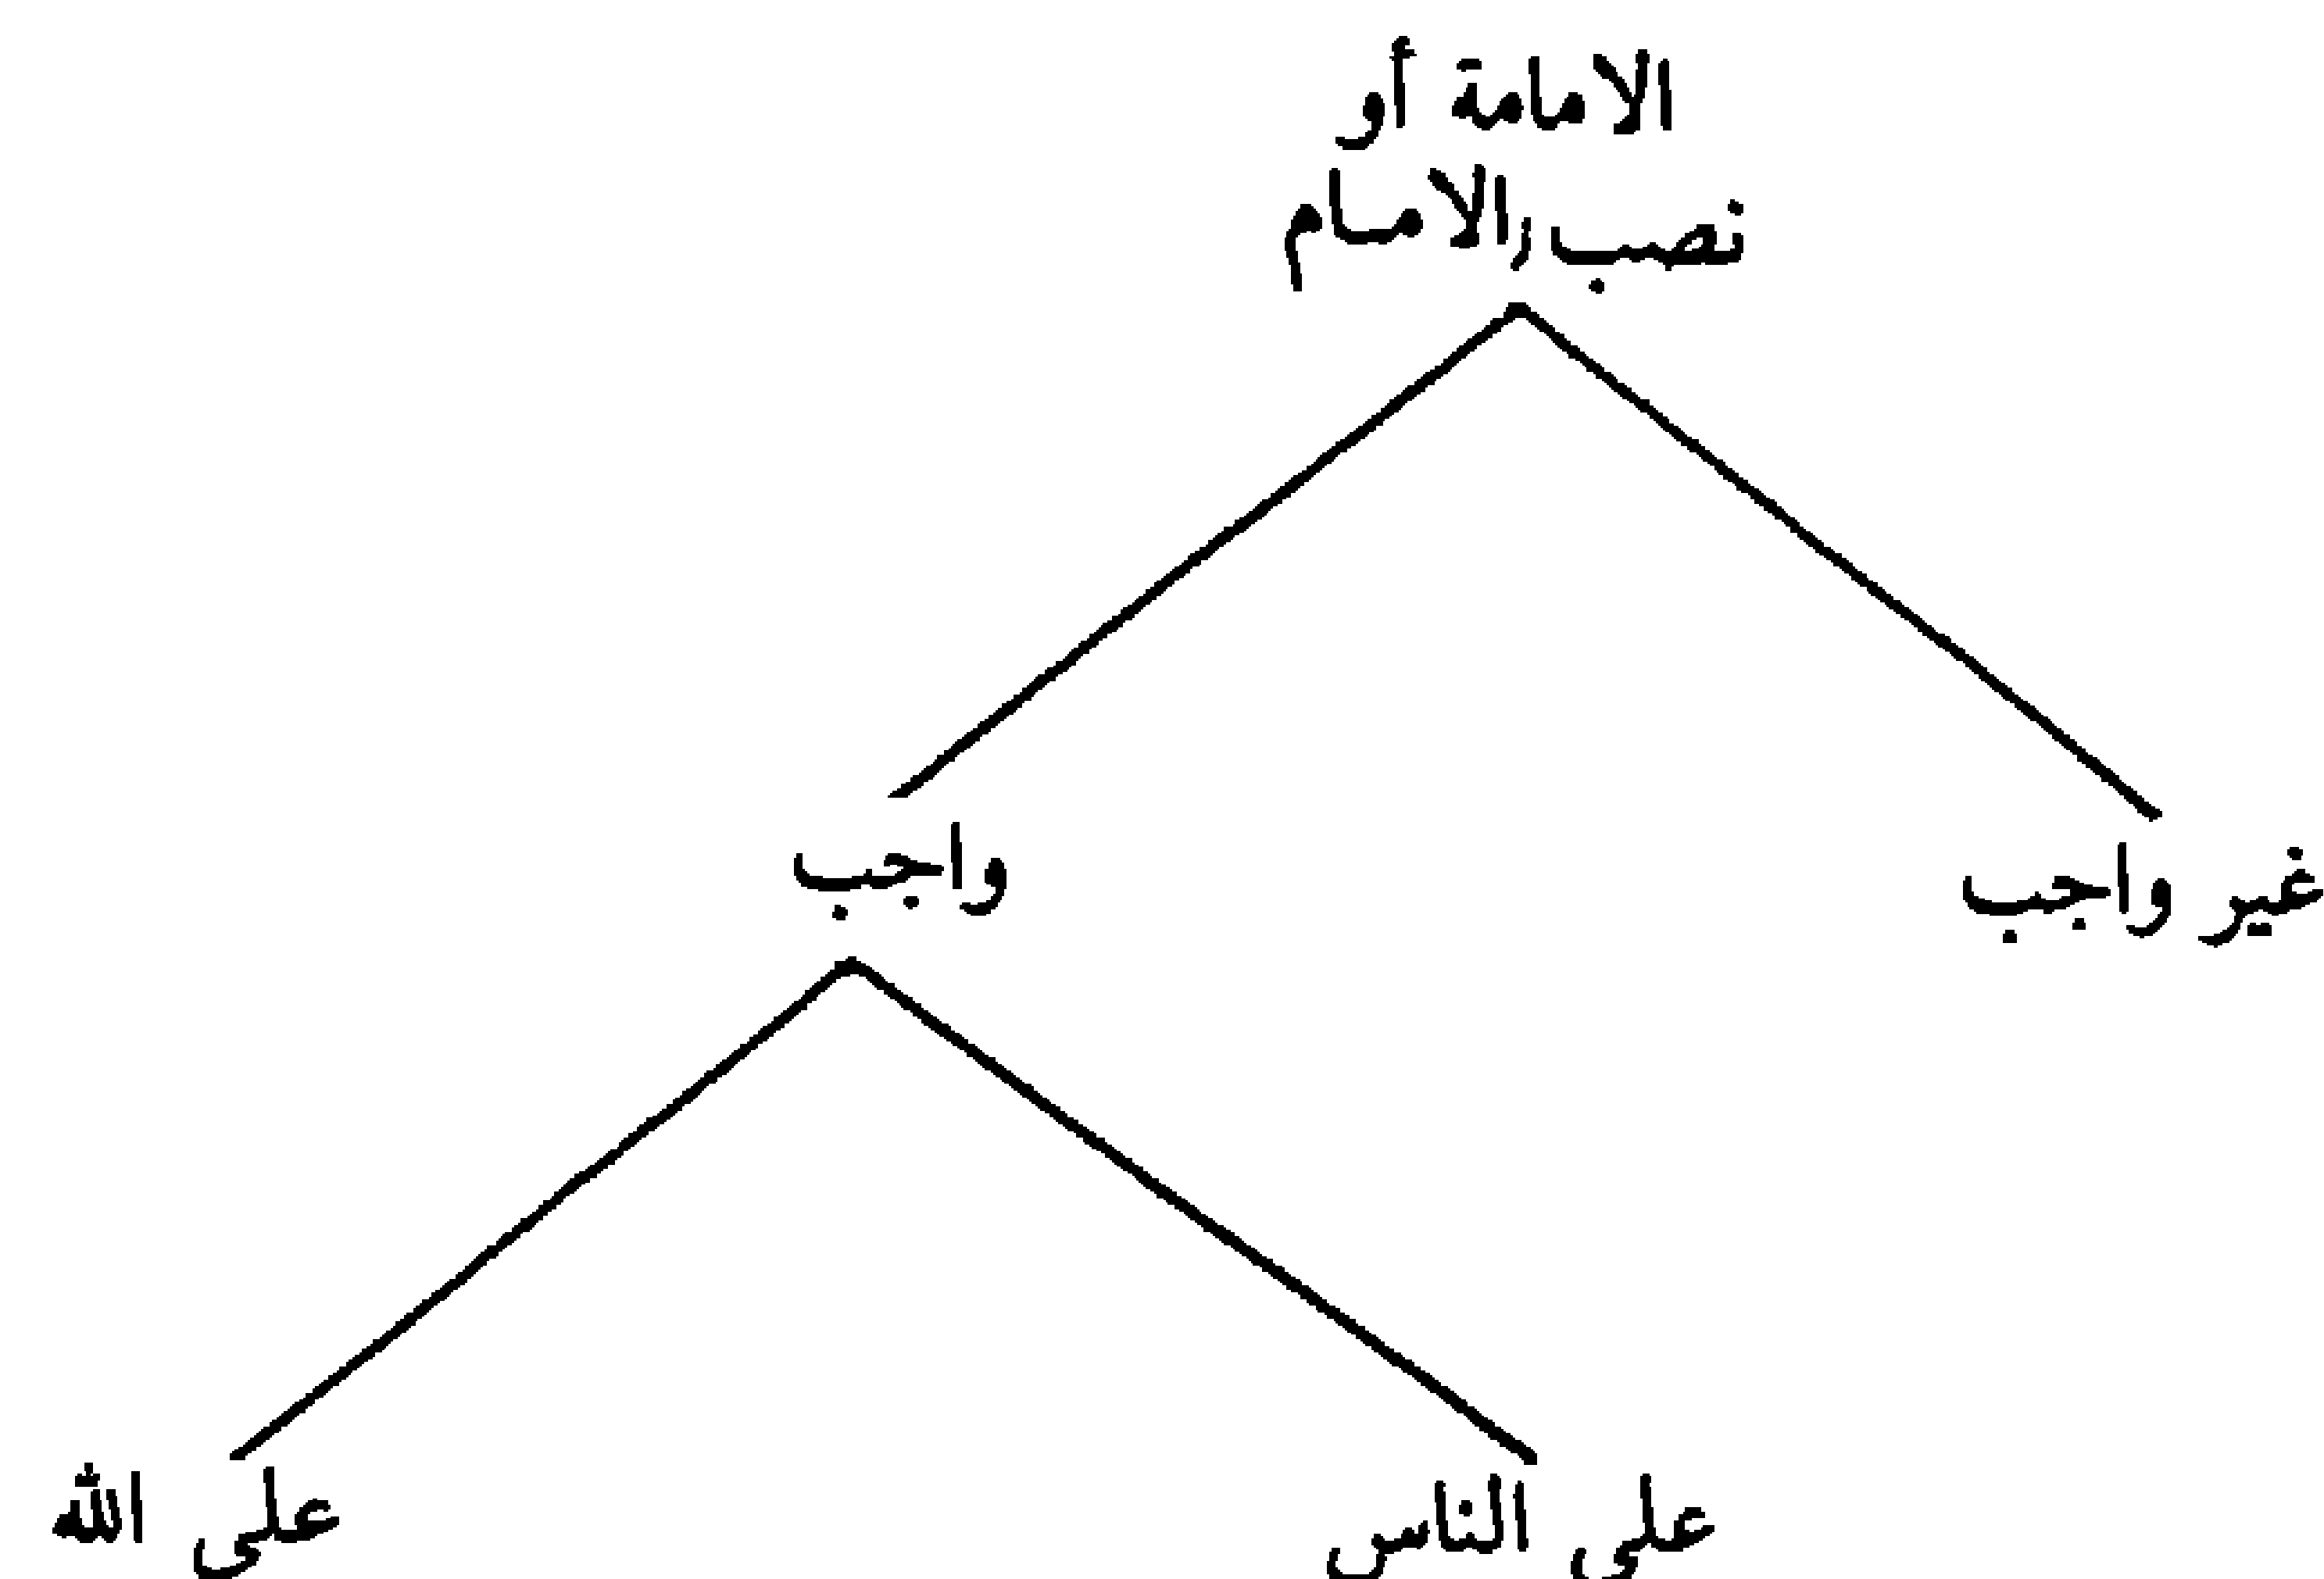 الامامة أو
نصب الامام
غير واجب
واجب
على الناس
على الله